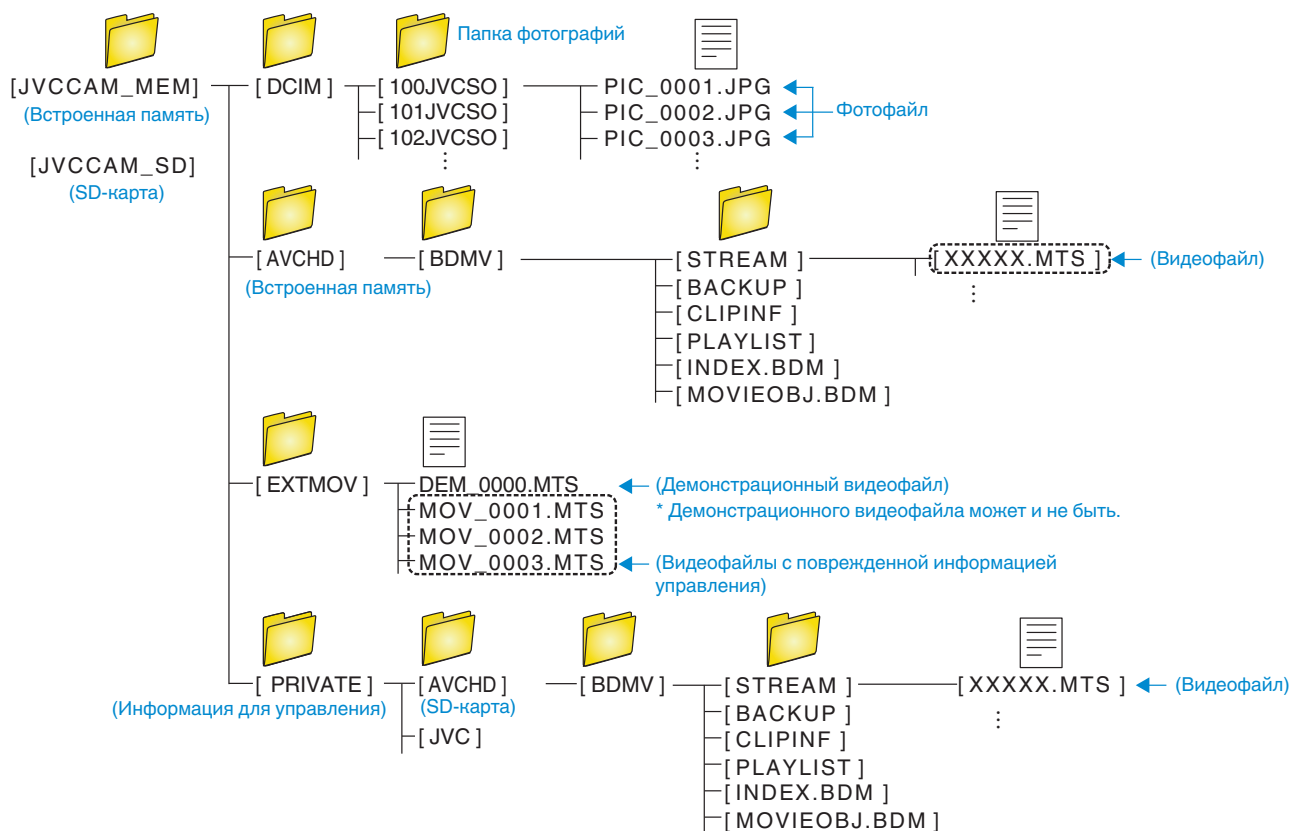 Папка фотографий
[JVCCAM_MEM]
(Встроенная память)
[JVCCAM_SD]
(SD-карта)
[ DCIM ]
[ 100JVCSO ]
[ 101JVCSO ]
[ 102JVCSO ]
PIC_0001.JPG
PIC_0002.JPG
PIC_0003.JPG
Фотофайл
[ AVCHD ]
(Встроенная память)
[ BDMV ]
[ STREAM ]
[ BACKUP ]
[ CLIPINF ]
[ PLAYLIST ]
[ INDEX.BDM ]
[ MOVIEOBJ.BDM ]
[ XXXXX.MTS ]
(Видеофайл)
[ EXTMOV ]
DEM_0000.MTS
MOV_0001.MTS
MOV_0002.MTS
MOV_0003.MTS
(Демонстрационный видеофайл)
* Демонстрационного видеофайла может и не быть.
(Видеофайлы с поврежденной информацией
управления)
[ PRIVATE ]
(Информация для управления)
[ AVCHD ]
(SD-карта)
[ JVC ]
[ BDMV ]
[ STREAM ]
[ BACKUP ]
[ CLIPINF ]
[ PLAYLIST ]
[ INDEX.BDM ]
[ MOVIEOBJ.BDM ]
[ XXXXX.MTS ]
(Видеофайл)